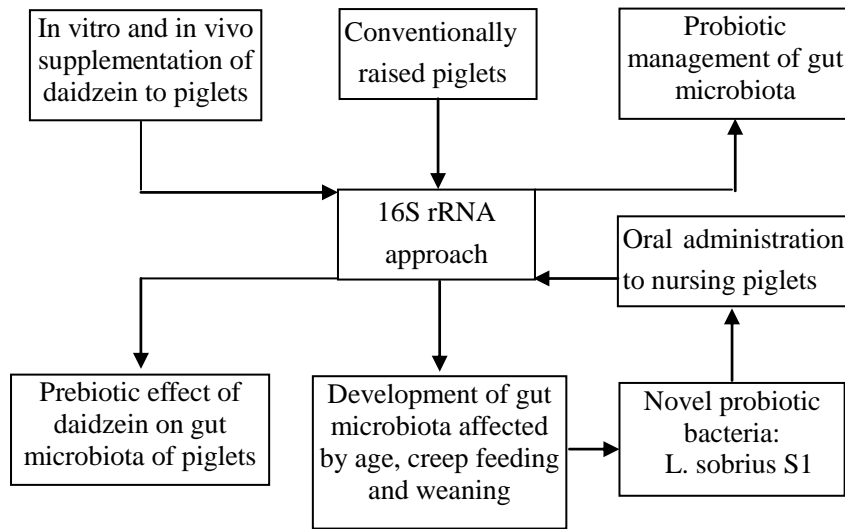 In vitro and in vivo
supplementation of
daidzein to piglets
Conventionally
raised piglets
Probiotic
management of gut
microbiota
16S rRNA
approach
Oral administration
to nursing piglets
Prebiotic effect of
daidzein on gut
microbiota of piglets
Development of gut
microbiota affected
by age, creep feeding
and weaning
Novel probiotic
bacteria:
L. sobrius S1